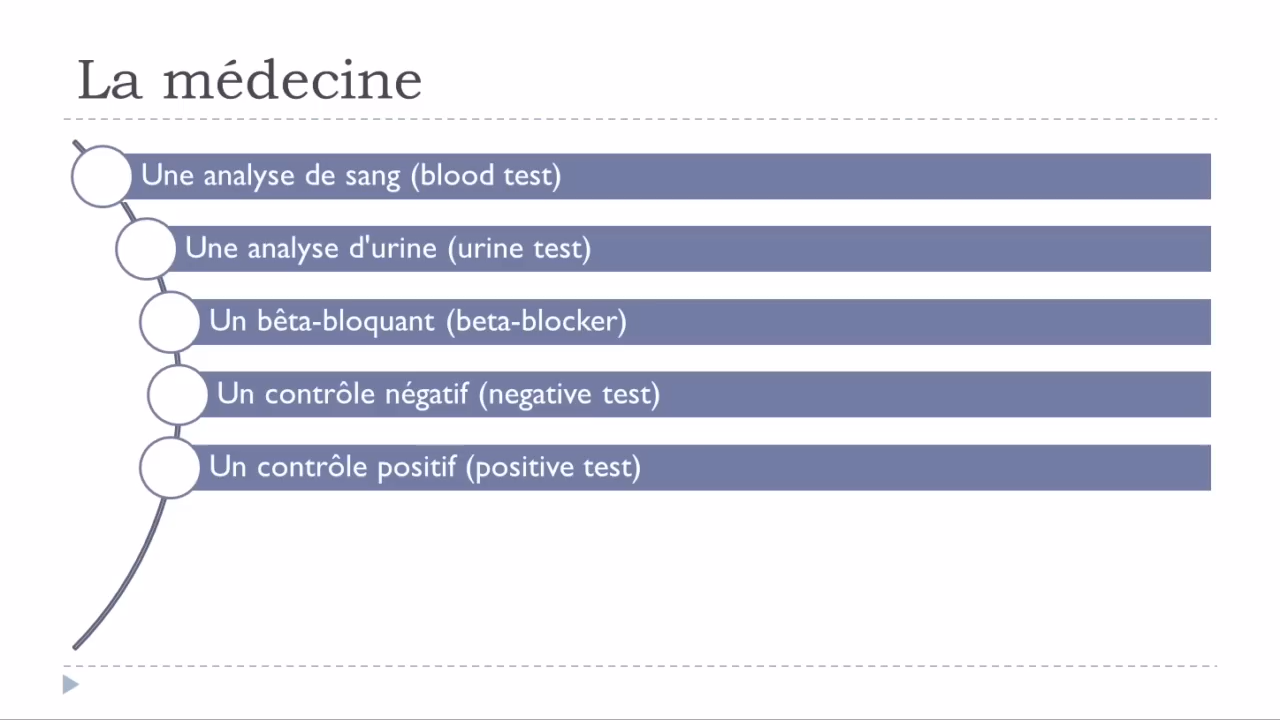 La médecine
Une analyse de sang (blood test)
Une analyse d'urine (urine test)
Un bêta-bloquant (beta-blocker)
Un contrôle négatif (negative test)
Un contrôle positif (positive test)